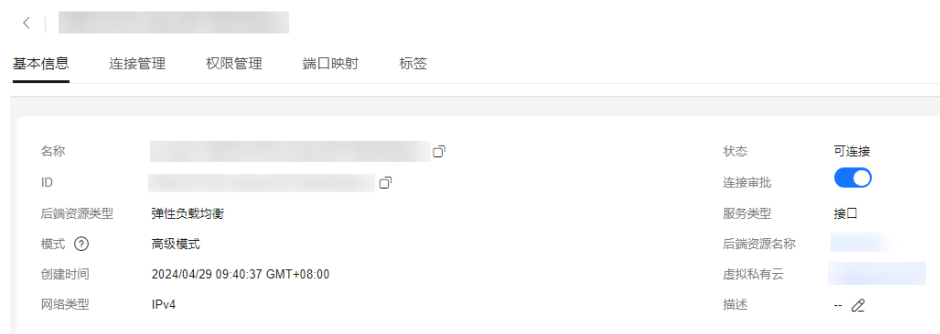 基本信息 连接管理 权限管理 端口映射 标签
名称 状态 可连接
ID 连接审批
后端资源类型 弹性负载均衡 服务类型 接口
模式 ? 高级模式 后端资源名称
创建时间 2024/04/29 09:40:37 GMT+08:00 虚拟私有云
网络类型 IPv4 描述 --